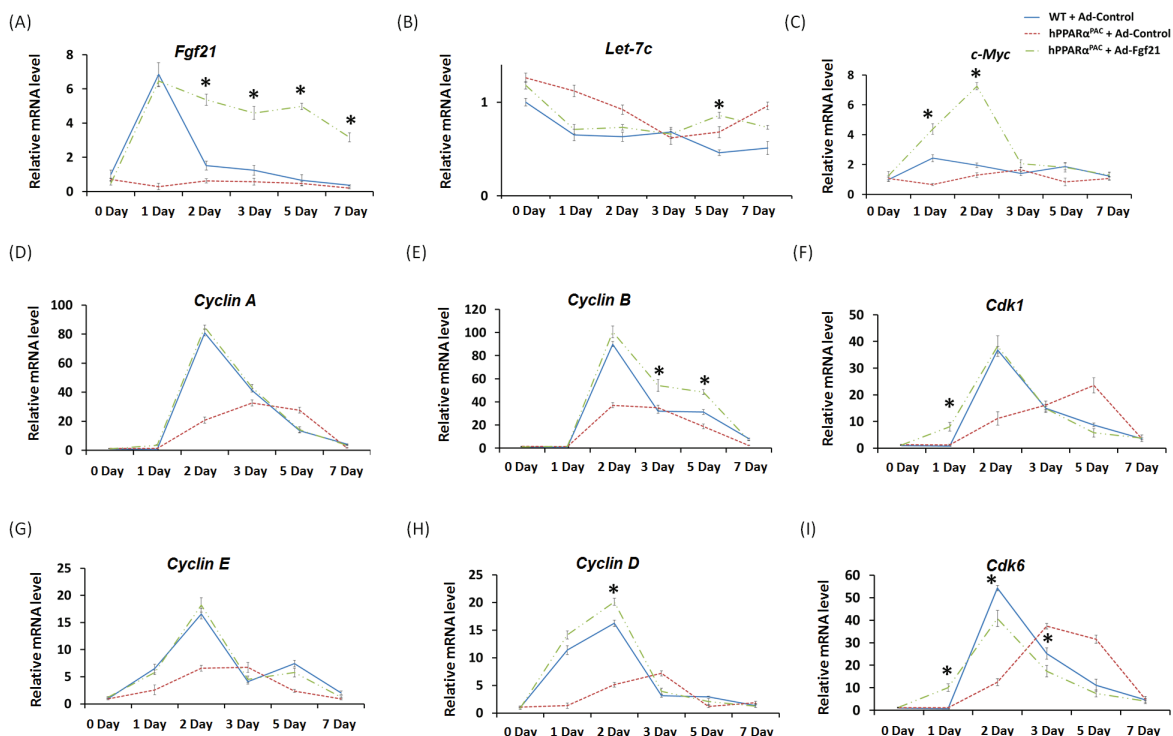 (A)
Fgf21
Relative mRNA level
8
6
4
2
0
* * * *
0 Day 1 Day 2 Day 3 Day 5 Day 7 Day
(B)
Let-7c
Relative mRNA level
1
1
*
0 Day 1 Day 2 Day 3 Day 5 Day 7 Day
(C)
WT + Ad-Control
hPPARα^PAC + Ad-Control
hPPARα^PAC + Ad-Fgf21
c-Myc
Relative mRNA level
8
6
4
2
0
* *
0 Day 1 Day 2 Day 3 Day 5 Day 7 Day
(D)
Cyclin A
Relative mRNA level
100
80
60
40
20
0
0 Day 1 Day 2 Day 3 Day 5 Day 7 Day
(E)
Cyclin B
Relative mRNA level
120
100
80
60
40
20
0
* *
0 Day 1 Day 2 Day 3 Day 5 Day 7 Day
(F)
Cdk1
Relative mRNA level
50
40
30
20
10
0
*
0 Day 1 Day 2 Day 3 Day 5 Day 7 Day
(G)
Cyclin E
Relative mRNA level
25
20
15
10
5
0
0 Day 1 Day 2 Day 3 Day 5 Day 7 Day
(H)
Cyclin D
Relative mRNA level
25
20
15
10
5
0
*
0 Day 1 Day 2 Day 3 Day 5 Day 7 Day
(I)
Cdk6
Relative mRNA level
60
50
40
30
20
10
0
* * *
0 Day 1 Day 2 Day 3 Day 5 Day 7 Day